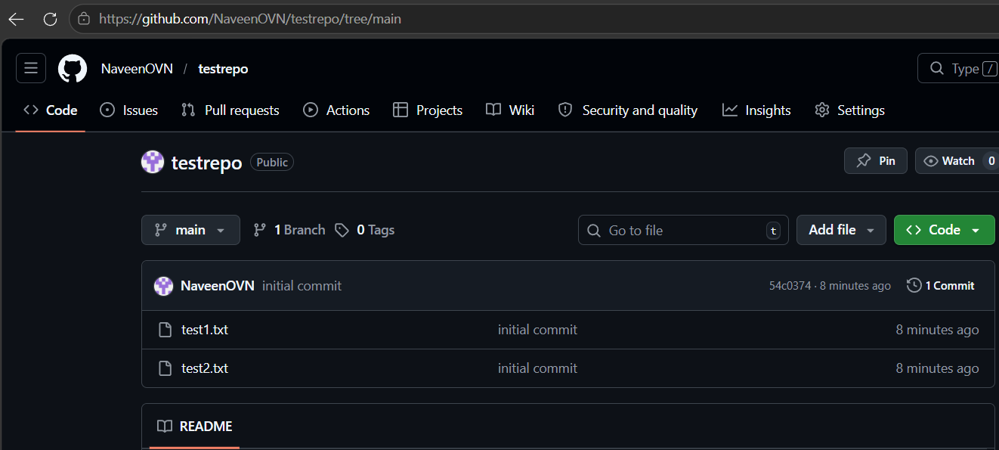 https://github.com/NaveenOVN/testrepo/tree/main
NaveenOVN / testrepo
Type /
Code Issues Pull requests Actions Projects Wiki Security and quality Insights Settings
testrepo Public Pin Watch 0
main 1 Branch 0 Tags Go to file t Add file Code
NaveenOVN initial commit 54c0374 · 8 minutes ago 1 Commit
test1.txt initial commit 8 minutes ago
test2.txt initial commit 8 minutes ago
README